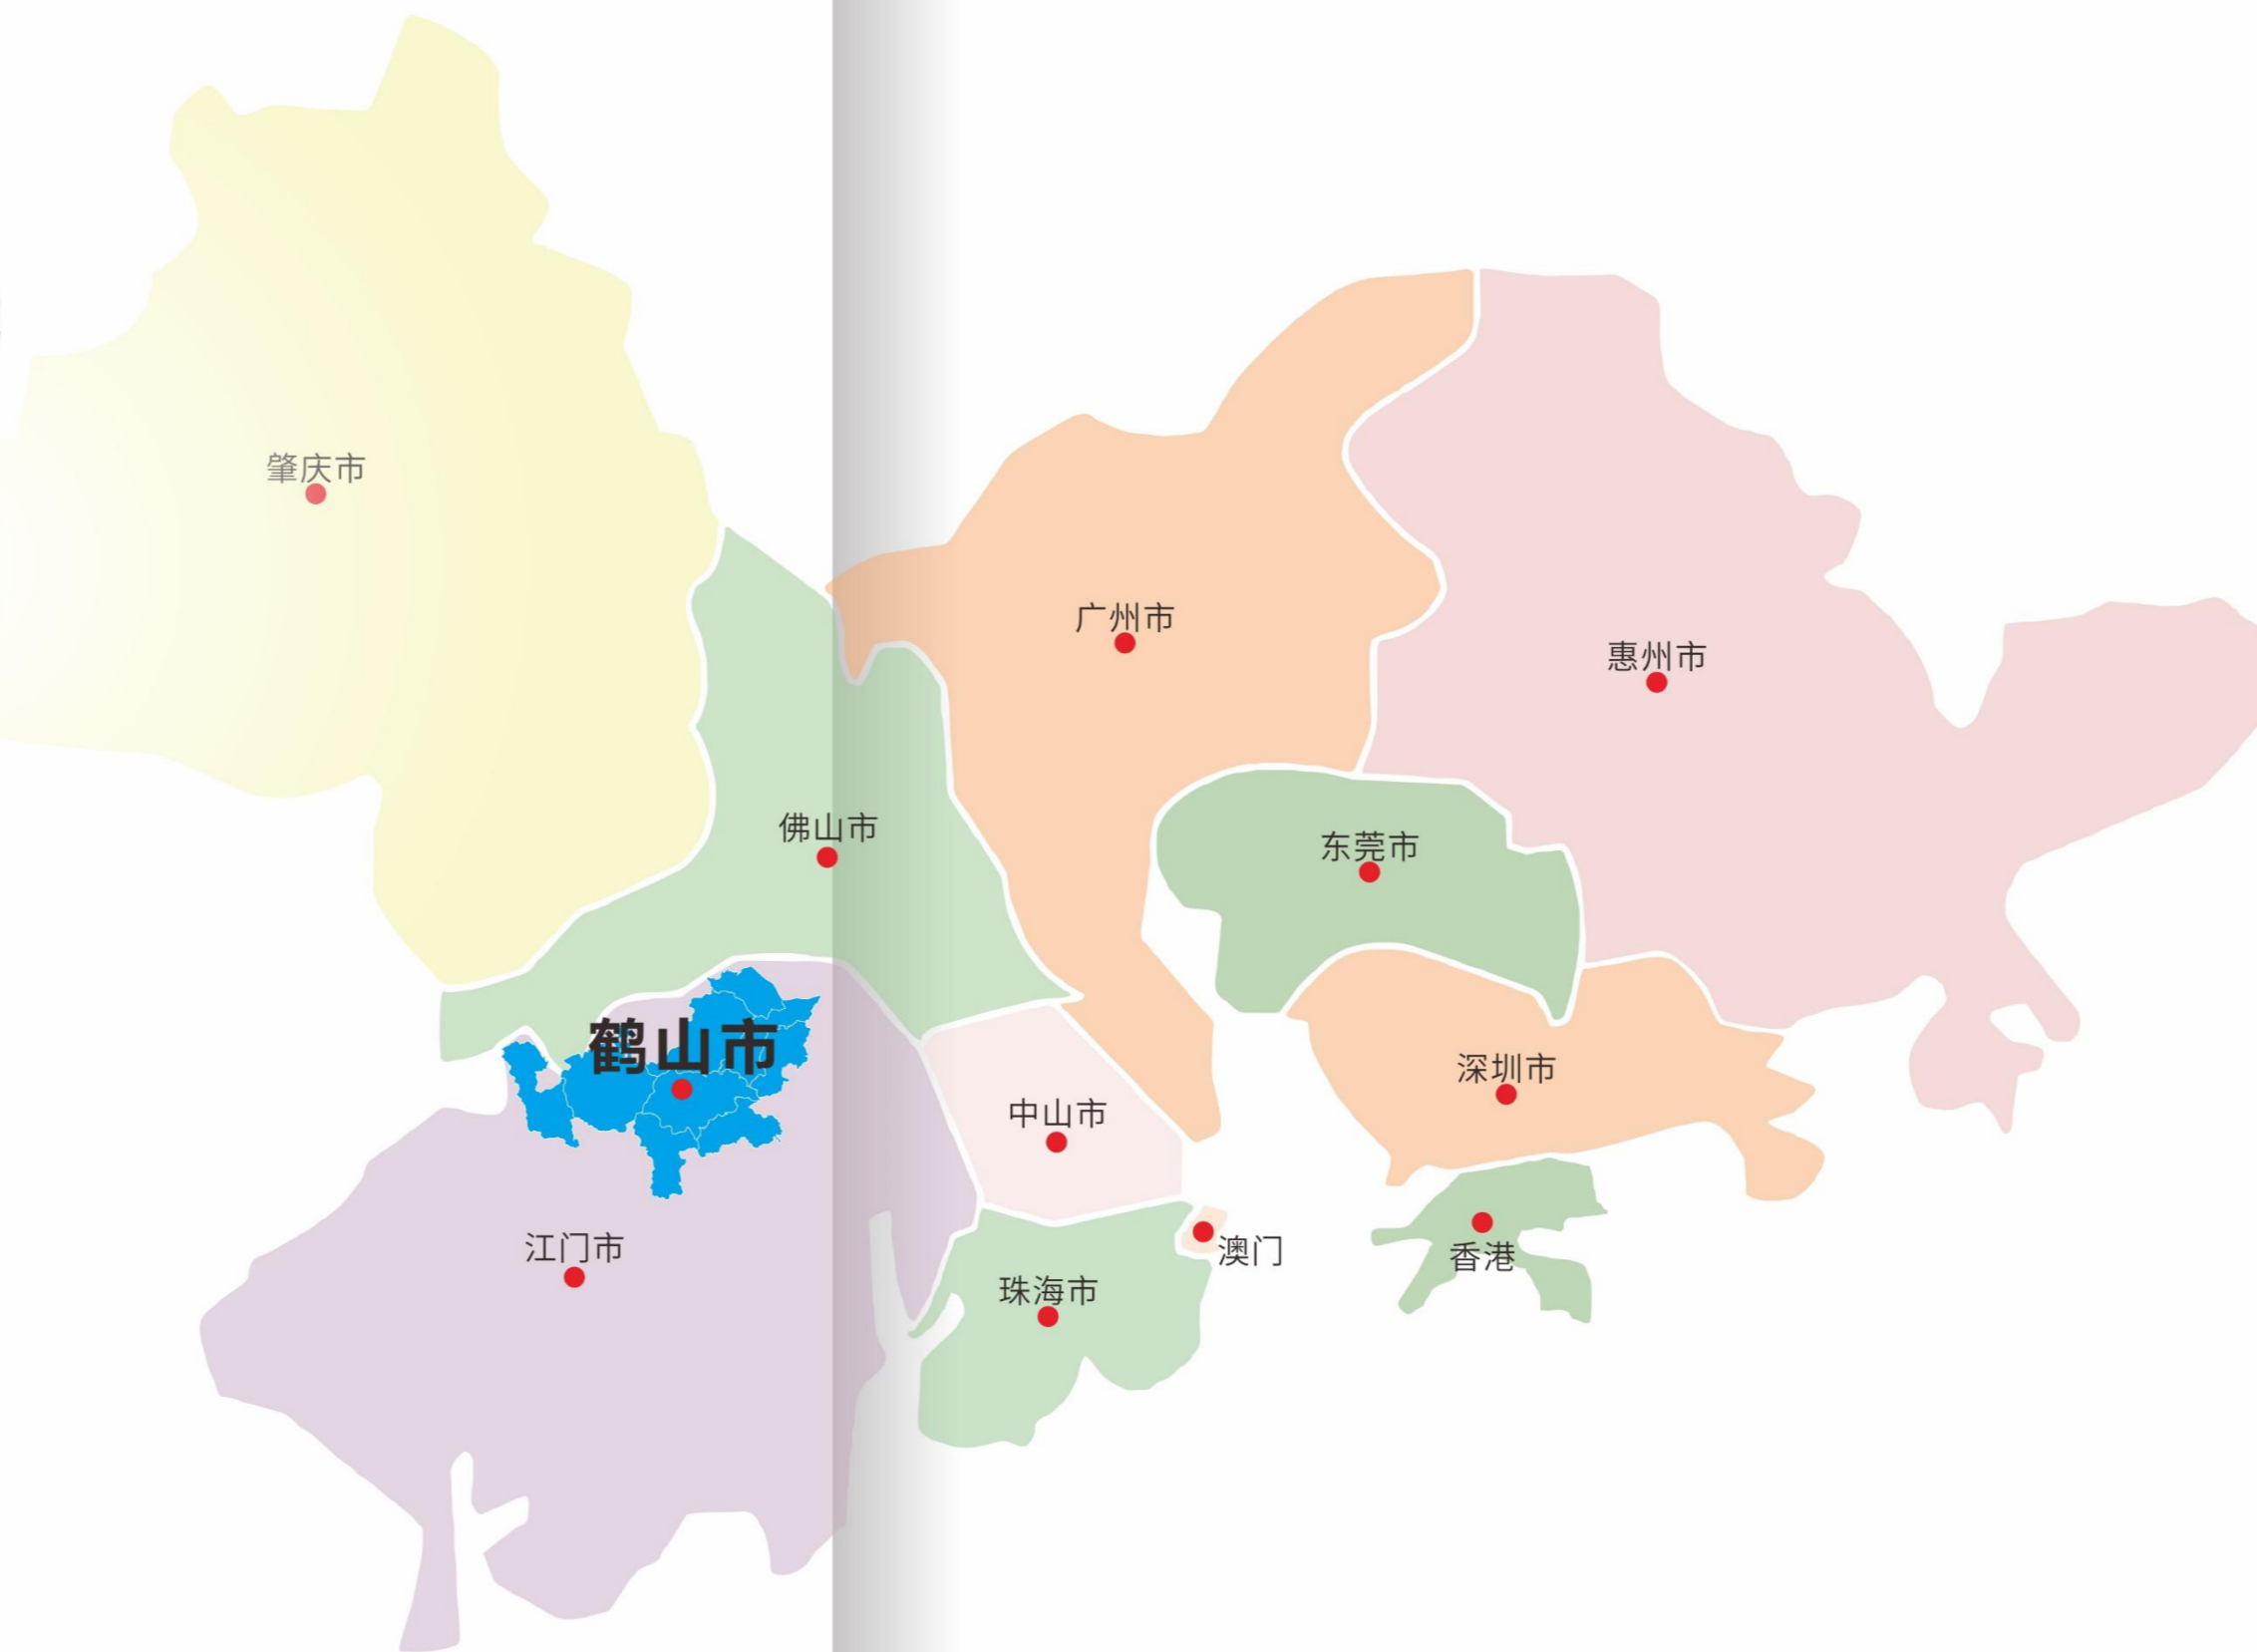 肇庆市
广州市
惠州市
佛山市
东莞市
鹤山市
深圳市
中山市
江门市
澳门
香港
珠海市